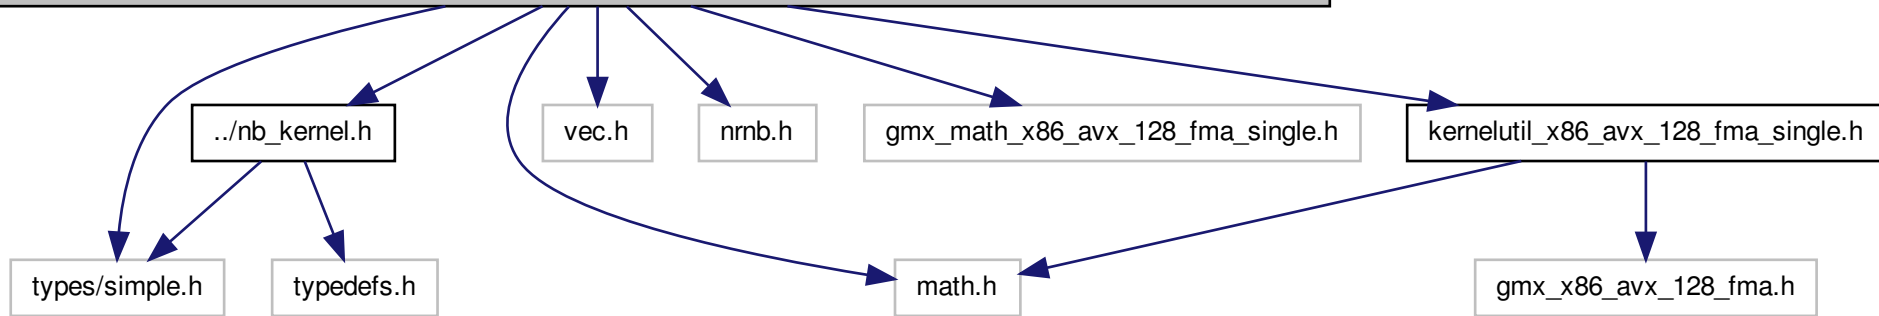 ../nb_kernel.h
vec.h
nrnb.h
gmx_math_x86_avx_128_fma_single.h
kernelutil_x86_avx_128_fma_single.h
types/simple.h
typedefs.h
math.h
gmx_x86_avx_128_fma.h